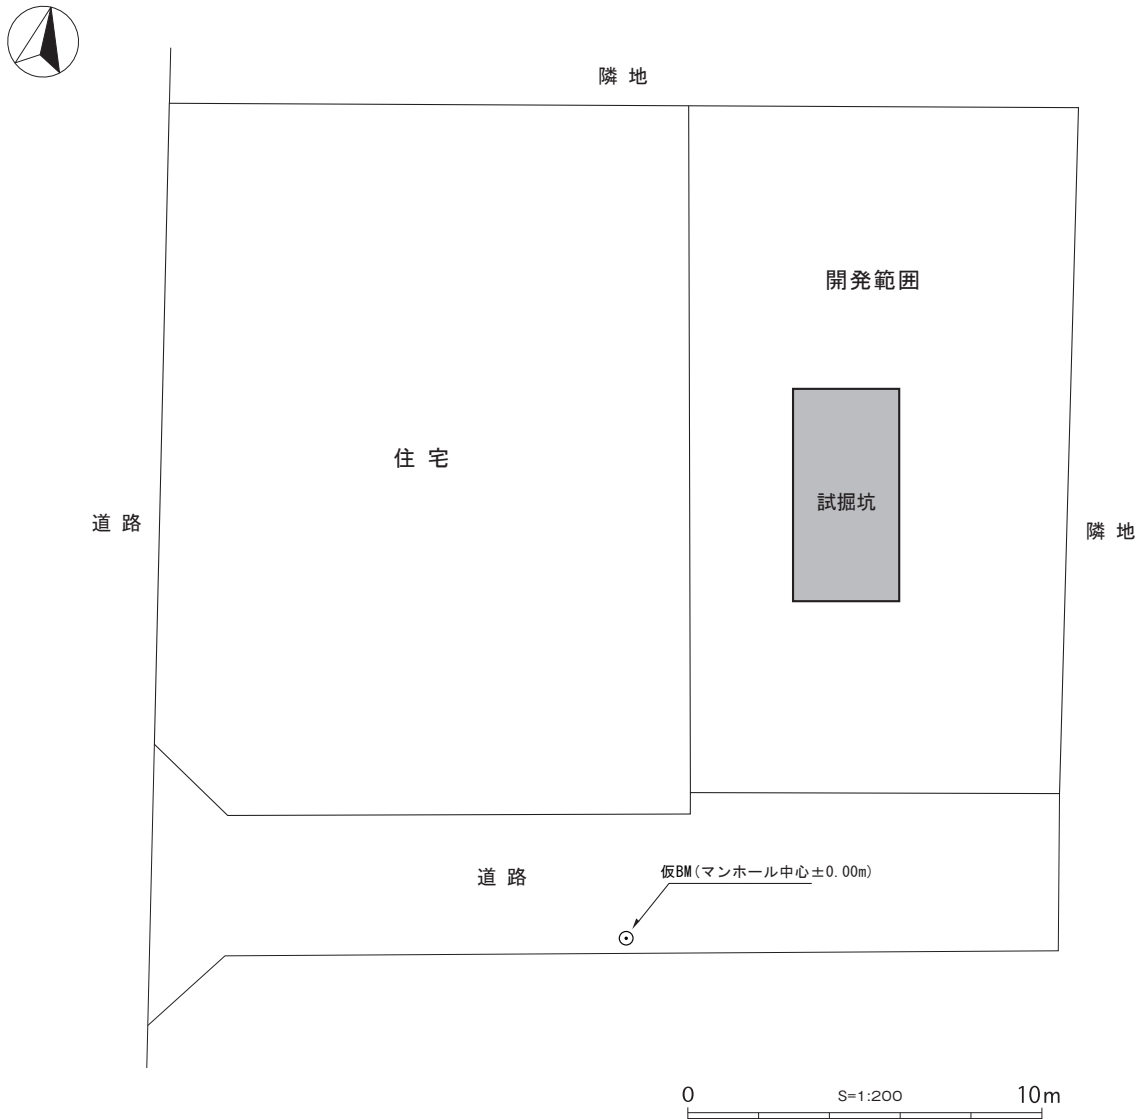 隣 地
開発範囲
住 宅
試掘坑
道 路
隣 地
道 路
仮BM(マンホール中心±0.00m)
0 S=1:200 10m